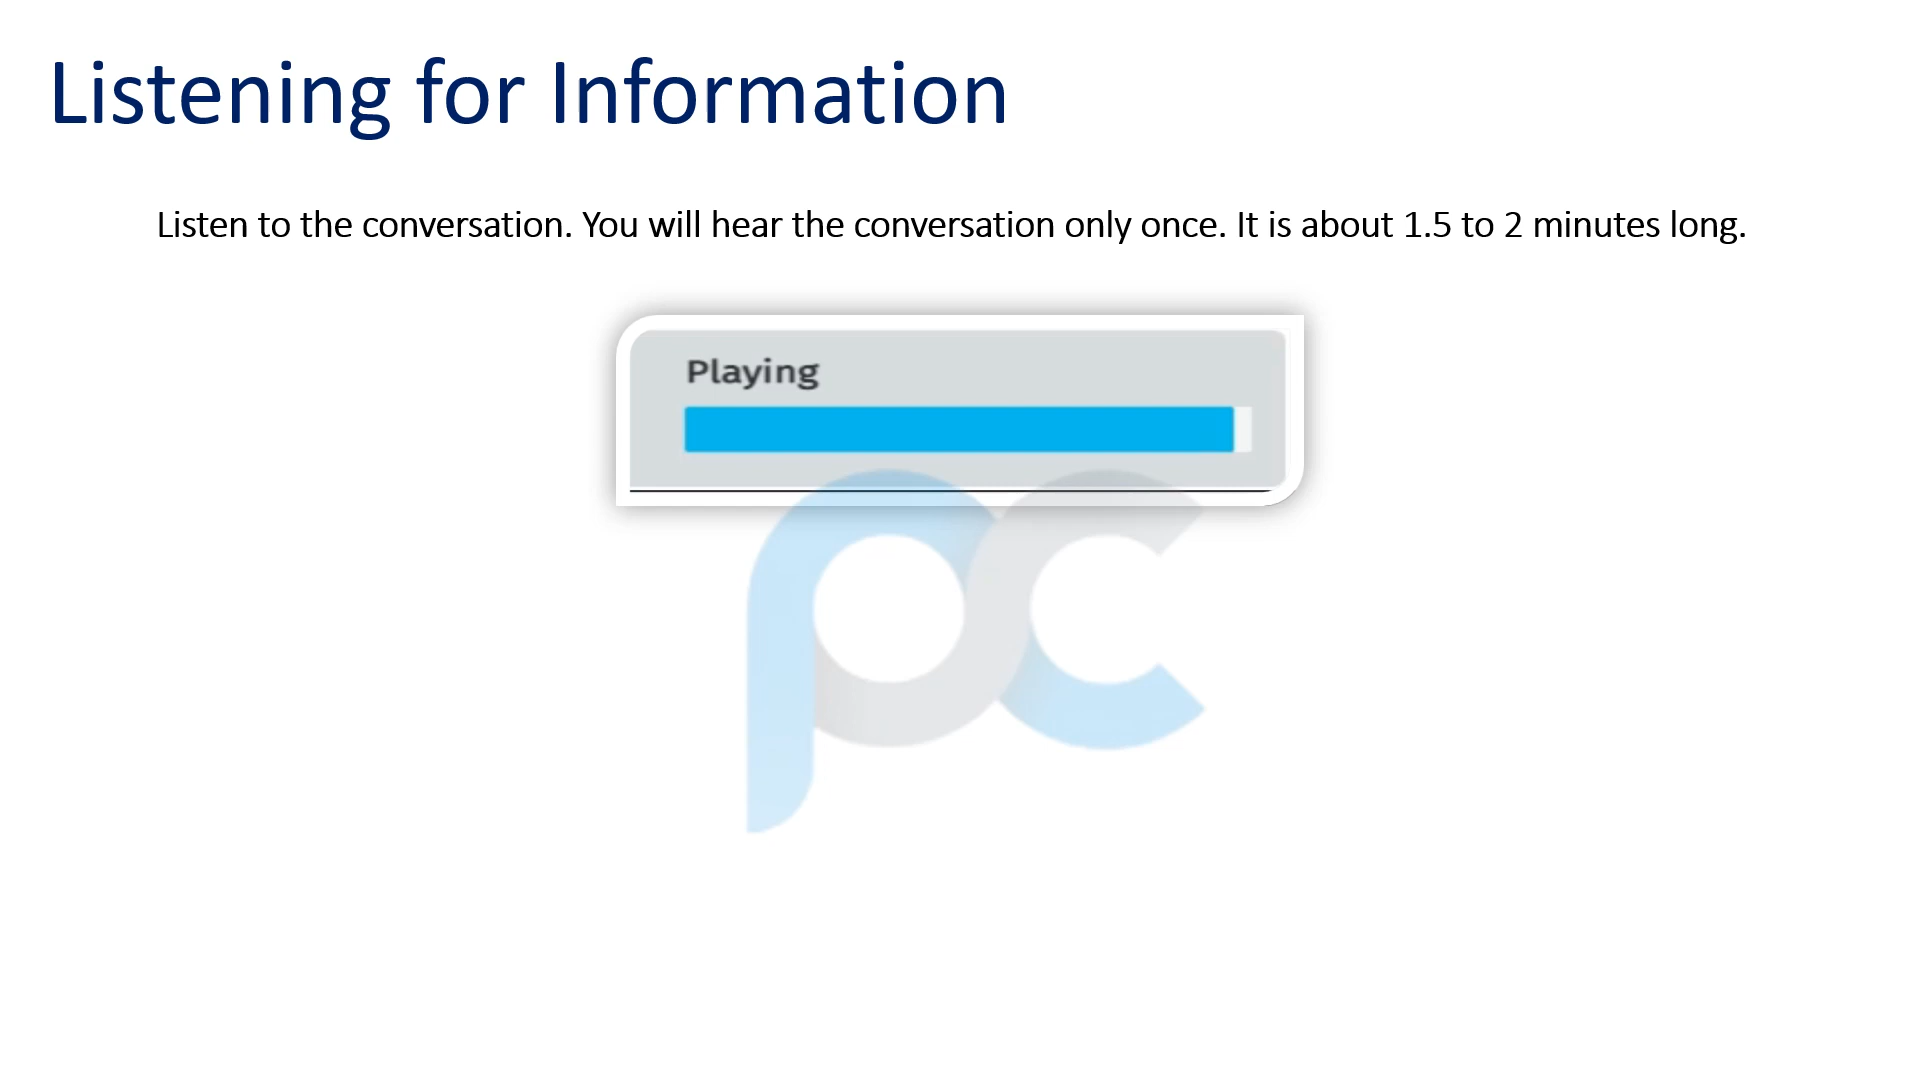 Listening for Information
Listen to the conversation. You will hear the conversation only once. It is about 1.5 to 2 minutes long.
Playing